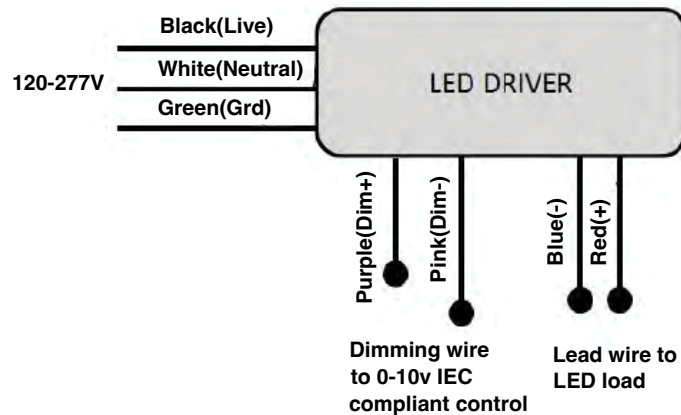 Black(Live)
120-277V
White(Neutral)
Green(Grd)
LED DRIVER
Purple(Dim+)
Pink(Dim-)
Blue(-)
Red(+)
Dimming wire
to 0-10v IEC
compliant control
Lead wire to
LED load